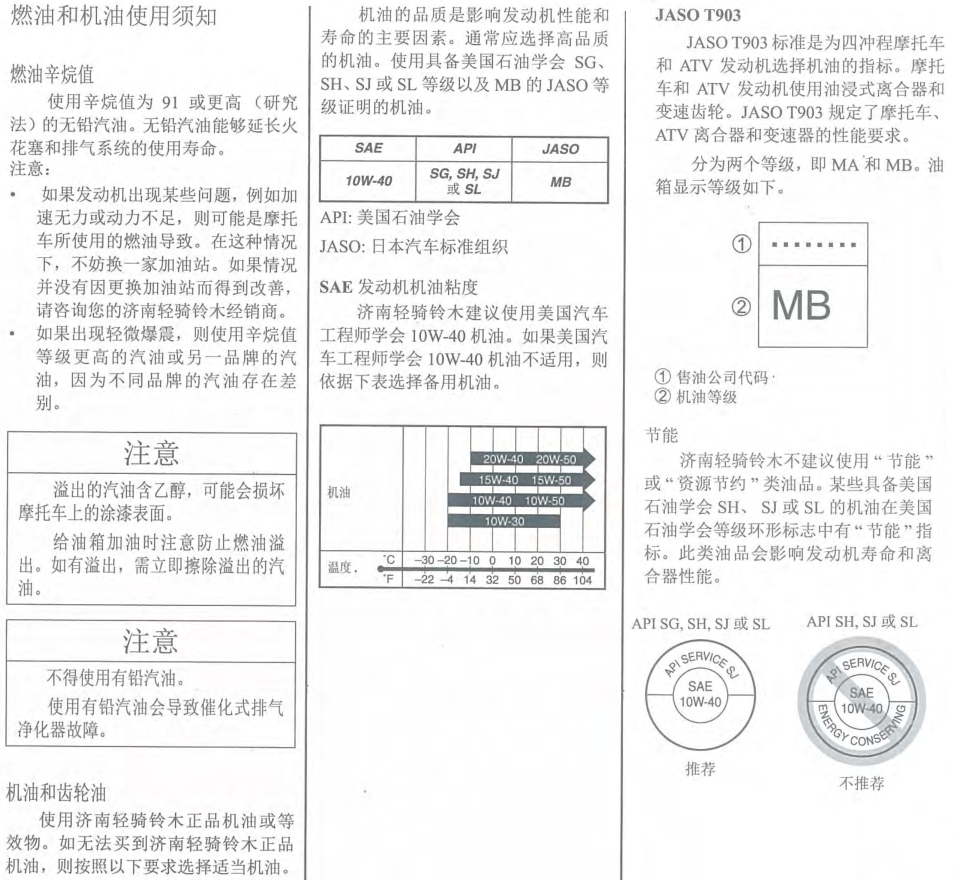 燃油和机油使用须知
燃油辛烷值
使用辛烷值为 91 或更高（研究
法）的无铅汽油。无铅汽油能够延长火
花塞和排气系统的使用寿命。
注意：
• 如果发动机出现某些问题，例如加
速无力或动力不足，则可能是摩托
车所使用的燃油导致。在这种情况
下，不妨换一家加油站。如果情况
并没有因更换加油站而得到改善，
请咨询您的济南轻骑铃木经销商。
• 如果出现轻微爆震，则使用辛烷值
等级更高的汽油或另一品牌的汽
油，因为不同品牌的汽油存在差
别。
注意
溢出的汽油含乙醇，可能会损坏
摩托车上的涂漆表面。
给油箱加油时注意防止燃油溢
出。如有溢出，需立即擦除溢出的汽
油。
注意
不得使用有铅汽油。
使用有铅汽油会导致催化式排气
净化器故障。
机油和齿轮油
使用济南轻骑铃木正品机油或等
效物。如无法买到济南轻骑铃木正品
机油，则按照以下要求选择适当机油。
机油的品质是影响发动机性能和
寿命的主要因素。通常应选择高品质
的机油。使用具备美国石油学会 SG、
SH、SJ 或 SL 等级以及 MB 的 JASO 等
级证明的机油。
SAE API JASO
10W-40 SG, SH, SJ 或 SL MB
API: 美国石油学会
JASO: 日本汽车标准组织
SAE 发动机机油粘度
济南轻骑铃木建议使用美国汽车
工程师学会 10W-40 机油。如果美国汽
车工程师学会 10W-40 机油不适用，则
依据下表选择备用机油。
机油
20W-40 20W-50
15W-40 15W-50
10W-40 10W-50
10W-30
温度.
°C -30 -20 -10 0 10 20 30 40
°F -22 -4 14 32 50 68 86 104
JASO T903
JASO T903 标准是为四冲程摩托车
和 ATV 发动机选择机油的指标。摩托
车和 ATV 发动机使用油浸式离合器和
变速齿轮。JASO T903 规定了摩托车、
ATV 离合器和变速器的性能要求。
分为两个等级，即 MA 和 MB。油
箱显示等级如下。
①
② MB
① 售油公司代码
② 机油等级
节能
济南轻骑铃木不建议使用“节能”
或“资源节约”类油品。某些具备美国
石油学会 SH、 SJ 或 SL 的机油在美国
石油学会等级环形标志中有“节能”指
标。此类油品会影响发动机寿命和离
合器性能。
API SG, SH, SJ 或 SL
API SERVICE SJ
SAE
10W-40
推荐
API SH, SJ 或 SL
API SERVICE SJ
SAE
10W-40
ENERGY CONSERVING
不推荐